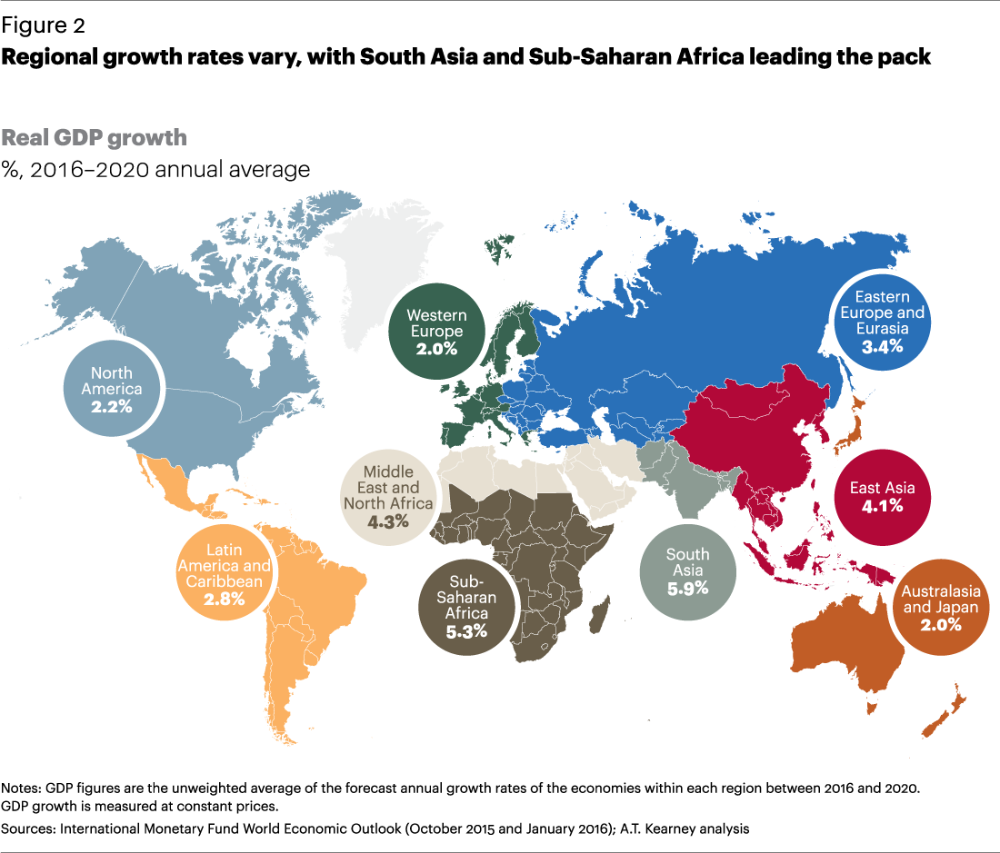 Figure 2
Regional growth rates vary, with South Asia and Sub-Saharan Africa leading the pack
Real GDP growth
%, 2016–2020 annual average
Western
Europe
2.0%
Eastern
Europe and
Eurasia
3.4%
North
America
2.2%
Middle
East and
North Africa
4.3%
East Asia
4.1%
Latin
America and
Caribbean
2.8%
Sub-
Saharan
Africa
5.3%
South
Asia
5.9%
Australasia
and Japan
2.0%
Notes: GDP figures are the unweighted average of the forecast annual growth rates of the economies within each region between 2016 and 2020.
GDP growth is measured at constant prices.
Sources: International Monetary Fund World Economic Outlook (October 2015 and January 2016); A.T. Kearney analysis